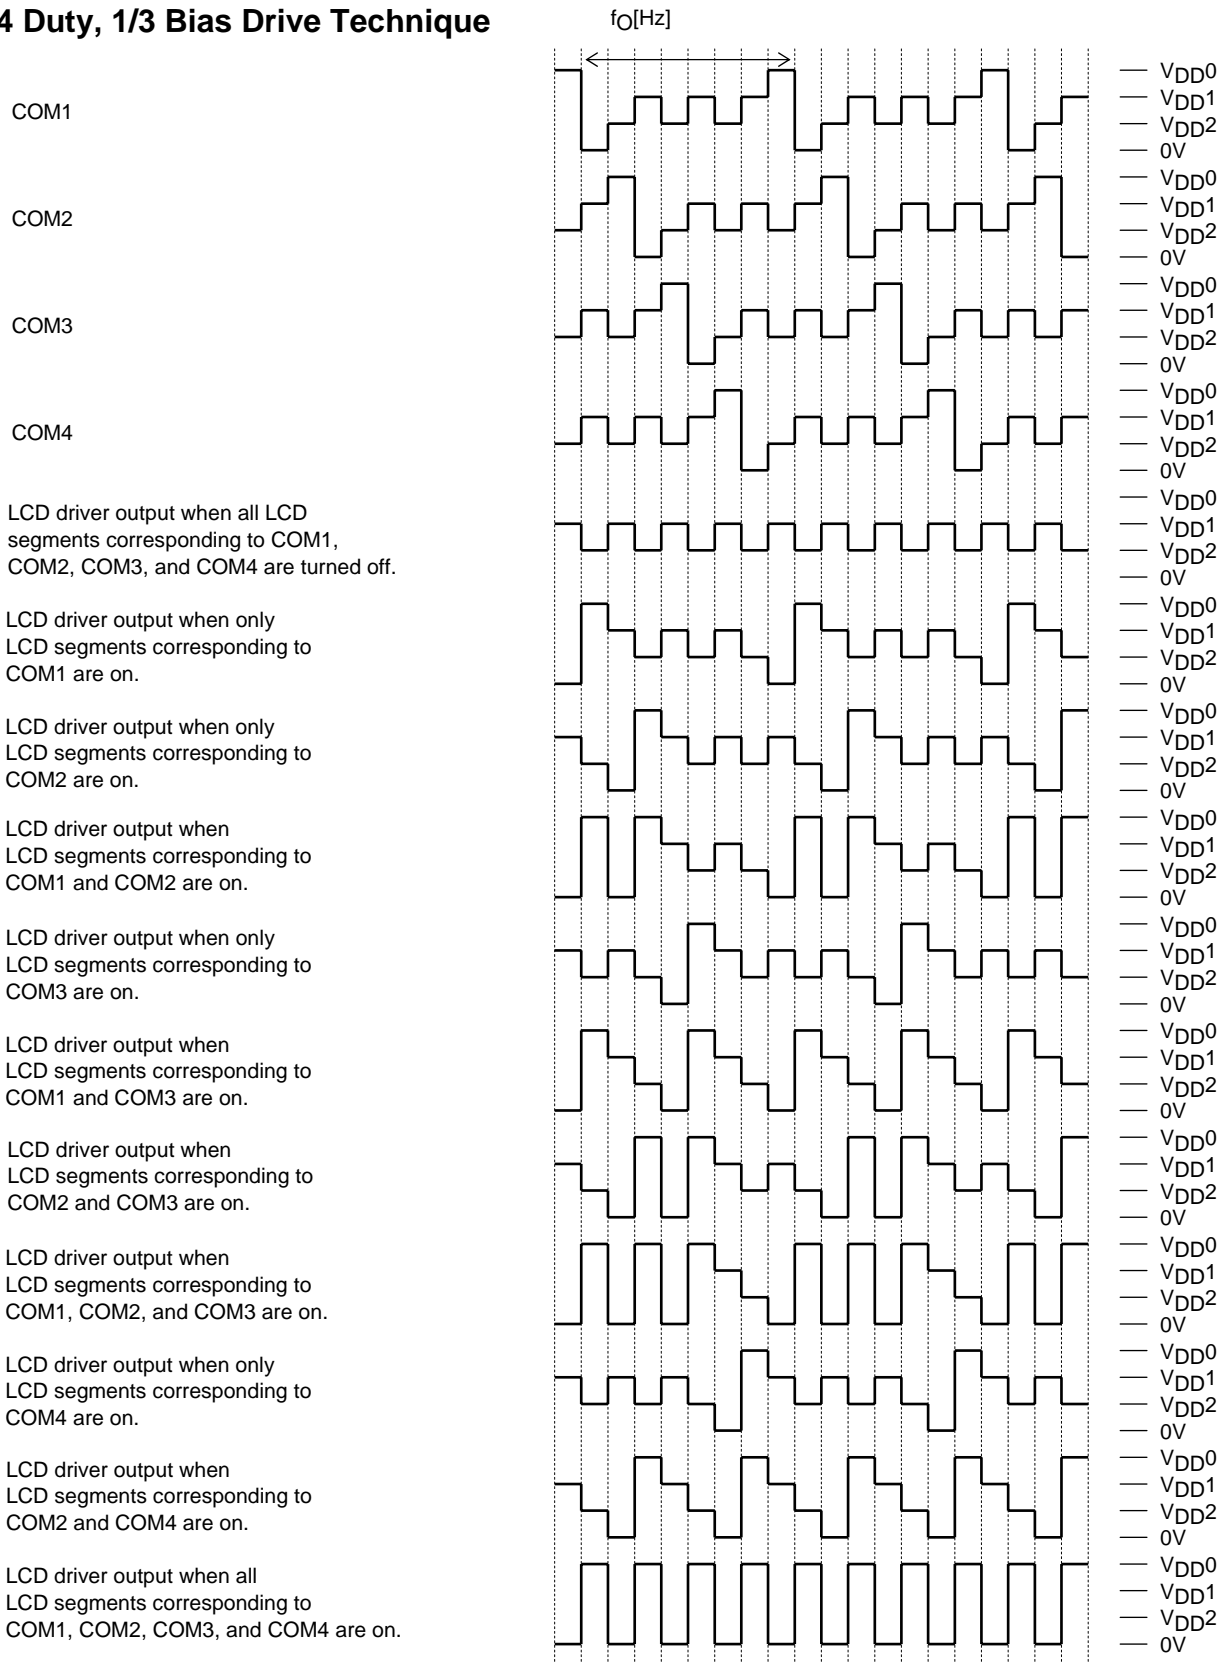 4 Duty, 1/3 Bias Drive Technique
fO[Hz]
COM1
VDD0
VDD1
VDD2
0V
COM2
VDD0
VDD1
VDD2
0V
COM3
VDD0
VDD1
VDD2
0V
COM4
VDD0
VDD1
VDD2
0V
LCD driver output when all LCD
segments corresponding to COM1,
COM2, COM3, and COM4 are turned off.
VDD0
VDD1
VDD2
0V
LCD driver output when only
LCD segments corresponding to
COM1 are on.
VDD0
VDD1
VDD2
0V
LCD driver output when only
LCD segments corresponding to
COM2 are on.
VDD0
VDD1
VDD2
0V
LCD driver output when
LCD segments corresponding to
COM1 and COM2 are on.
VDD0
VDD1
VDD2
0V
LCD driver output when only
LCD segments corresponding to
COM3 are on.
VDD0
VDD1
VDD2
0V
LCD driver output when
LCD segments corresponding to
COM1 and COM3 are on.
VDD0
VDD1
VDD2
0V
LCD driver output when
LCD segments corresponding to
COM2 and COM3 are on.
VDD0
VDD1
VDD2
0V
LCD driver output when
LCD segments corresponding to
COM1, COM2, and COM3 are on.
VDD0
VDD1
VDD2
0V
LCD driver output when only
LCD segments corresponding to
COM4 are on.
VDD0
VDD1
VDD2
0V
LCD driver output when
LCD segments corresponding to
COM2 and COM4 are on.
VDD0
VDD1
VDD2
0V
LCD driver output when all
LCD segments corresponding to
COM1, COM2, COM3, and COM4 are on.
VDD0
VDD1
VDD2
0V